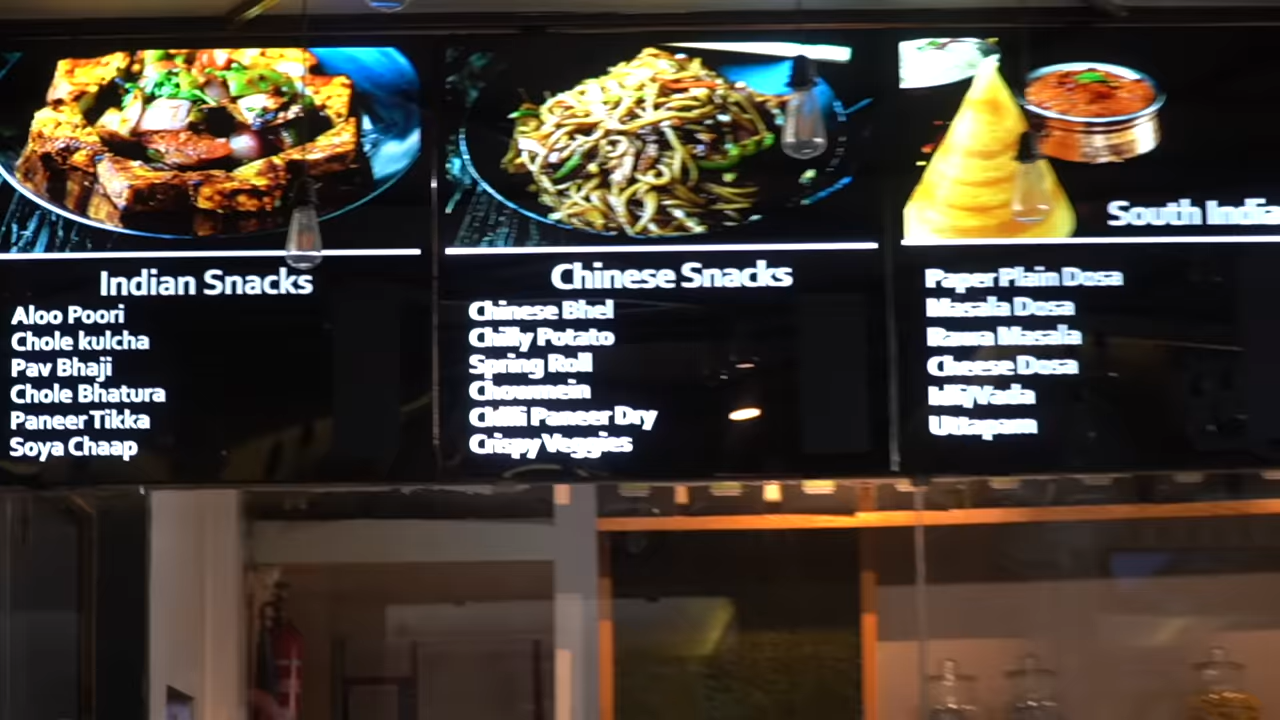 Indian Snacks
Aloo Poori
Chole kulcha
Pav Bhaji
Chole Bhatura
Paneer Tikka
Soya Chaap
Chinese Snacks
Chinese Bhel
Chilly Potato
Spring Roll
Chowmein
Chilli Paneer Dry
Crispy Veggies
South India
Paper Plain Dosa
Masala Dosa
Rawa Masala
Cheese Dosa
Idli/Vada
Uttapam